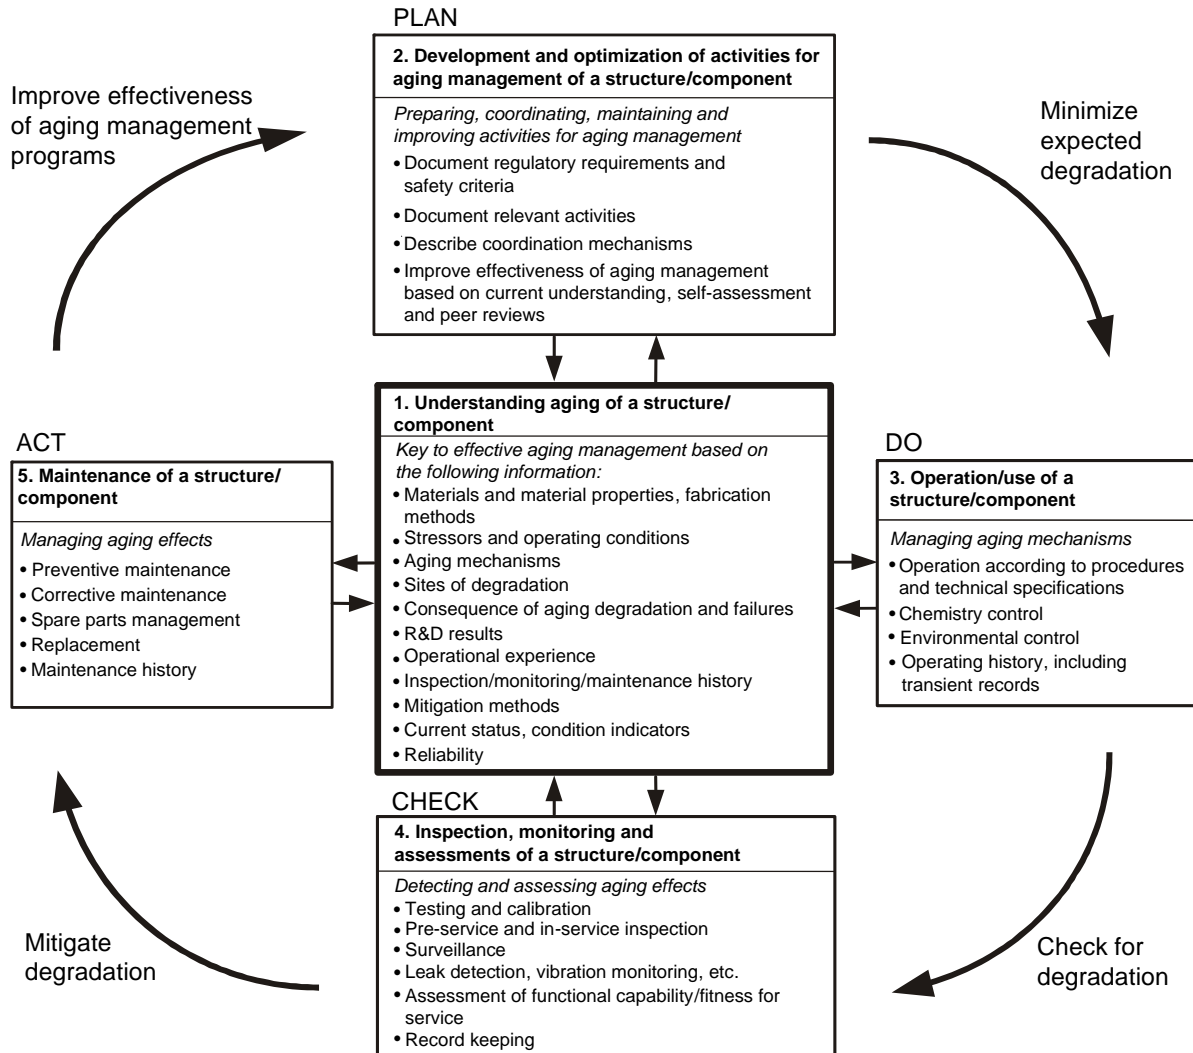 PLAN
2. Development and optimization of activities for
aging management of a structure/component
Preparing, coordinating, maintaining and
improving activities for aging management
• Document regulatory requirements and
safety criteria
• Document relevant activities
• Describe coordination mechanisms
• Improve effectiveness of aging management
based on current understanding, self-assessment
and peer reviews
Improve effectiveness
of aging management
programs
Minimize
expected
degradation
1. Understanding aging of a structure/
component
Key to effective aging management based on
the following information:
• Materials and material properties, fabrication
methods
• Stressors and operating conditions
• Aging mechanisms
• Sites of degradation
• Consequence of aging degradation and failures
• R&D results
• Operational experience
• Inspection/monitoring/maintenance history
• Mitigation methods
• Current status, condition indicators
• Reliability
ACT
5. Maintenance of a structure/
component
Managing aging effects
• Preventive maintenance
• Corrective maintenance
• Spare parts management
• Replacement
• Maintenance history
DO
3. Operation/use of a
structure/component
Managing aging mechanisms
• Operation according to procedures
and technical specifications
• Chemistry control
• Environmental control
• Operating history, including
transient records
CHECK
4. Inspection, monitoring and
assessments of a structure/component
Detecting and assessing aging effects
• Testing and calibration
• Pre-service and in-service inspection
• Surveillance
• Leak detection, vibration monitoring, etc.
• Assessment of functional capability/fitness for
service
• Record keeping
Mitigate
degradation
Check for
degradation